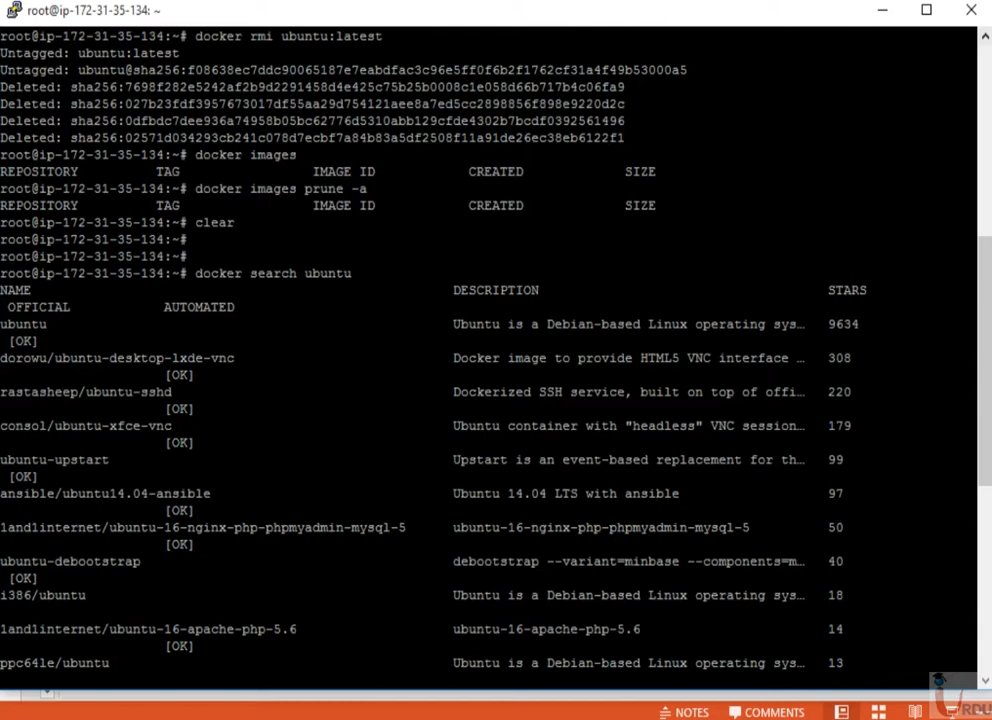 root@ip-172-31-35-134: ~
root@ip-172-31-35-134:~# docker rmi ubuntu:latest
Untagged: ubuntu:latest
Untagged: ubuntu@sha256:f08638ec7ddc90065187e7eabdfac3c96e5ff0f6b2f1762cf31a4f49b53000a5
Deleted: sha256:7698f282e5242af2b9d2291458d4e425c75b25b0008c1e058d66b717b4c06fa9
Deleted: sha256:027b23fdf3957673017df55aa29d754121aee8a7ed5cc2898856f898e9220d2c
Deleted: sha256:0dfbdc7dee936a74958b05bc62776d5310abb129cfde4302b7bcdf0392561496
Deleted: sha256:02571d034293cb241c078d7ecbf7a84b83a5df2508f11a91de26ec38eb6122f1
root@ip-172-31-35-134:~# docker images
REPOSITORY TAG IMAGE ID CREATED SIZE
root@ip-172-31-35-134:~# docker images prune -a
REPOSITORY TAG IMAGE ID CREATED SIZE
root@ip-172-31-35-134:~# clear
root@ip-172-31-35-134:~#
root@ip-172-31-35-134:~#
root@ip-172-31-35-134:~# docker search ubuntu
NAME DESCRIPTION STARS
OFFICIAL AUTOMATED
ubuntu Ubuntu is a Debian-based Linux operating sys… 9634
[OK]
dorowu/ubuntu-desktop-lxde-vnc Docker image to provide HTML5 VNC interface … 308
[OK]
rastasheep/ubuntu-sshd Dockerized SSH service, built on top of offi… 220
[OK]
consol/ubuntu-xfce-vnc Ubuntu container with "headless" VNC session… 179
[OK]
ubuntu-upstart Upstart is an event-based replacement for th… 99
[OK]
ansible/ubuntu14.04-ansible Ubuntu 14.04 LTS with ansible 97
[OK]
1and1internet/ubuntu-16-nginx-php-phpmyadmin-mysql-5 ubuntu-16-nginx-php-phpmyadmin-mysql-5 50
[OK]
ubuntu-debootstrap debootstrap --variant=minbase --components=m… 40
[OK]
i386/ubuntu Ubuntu is a Debian-based Linux operating sys… 18
1and1internet/ubuntu-16-apache-php-5.6 ubuntu-16-apache-php-5.6 14
[OK]
ppc64le/ubuntu Ubuntu is a Debian-based Linux operating sys… 13
NOTES COMMENTS